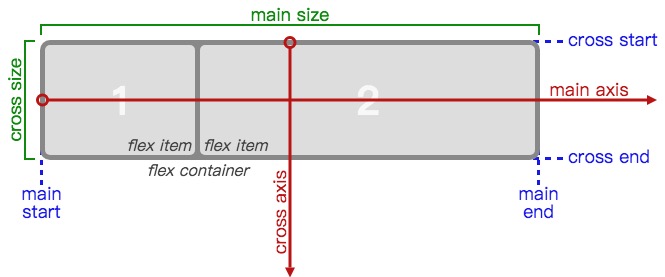 main size
cross start
cross size
1
2
main axis
flex item
flex item
cross end
flex container
main
start
cross axis
main
end